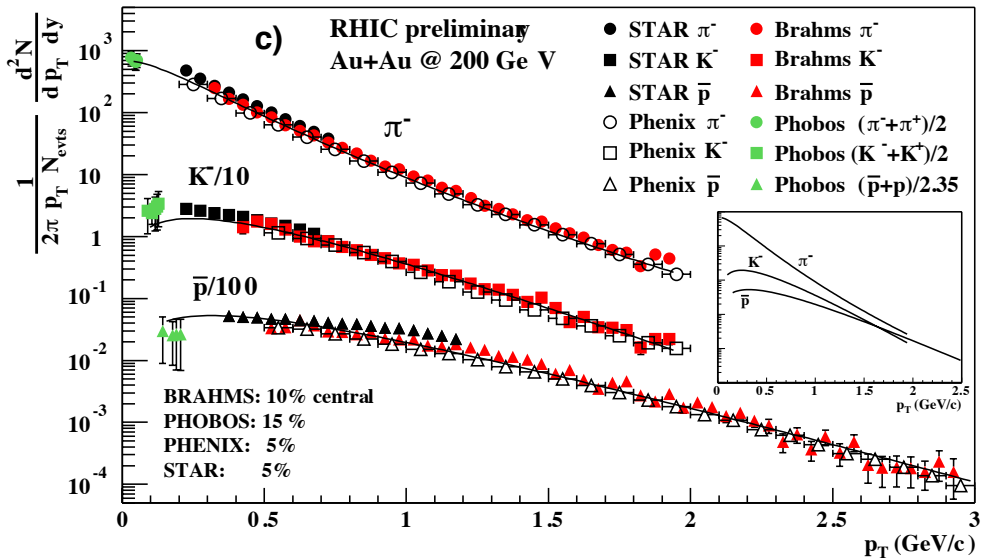 1 / 2π p_T N_evts d²N / dp_T dy
c)
RHIC preliminary
Au+Au @ 200 Ge V
STAR π⁻
STAR K⁻
STAR p̅
Phenix π⁻
Phenix K⁻
Phenix p̅
Brahms π⁻
Brahms K⁻
Brahms p̅
Phobos (π⁻+π⁺)/2
Phobos (K⁻+K⁺)/2
Phobos (p̅+p)/2.35
10³
10²
10
1
10⁻¹
10⁻²
10⁻³
10⁻⁴
π⁻
K⁻/10
p̅/100
BRAHMS: 10% central
PHOBOS: 15%
PHENIX: 5%
STAR: 5%
K⁻
π⁻
p̅
0 0.5 1 1.5 2 2.5
p_T (GeV/c)
0 0.5 1 1.5 2 2.5 3
p_T (GeV/c)